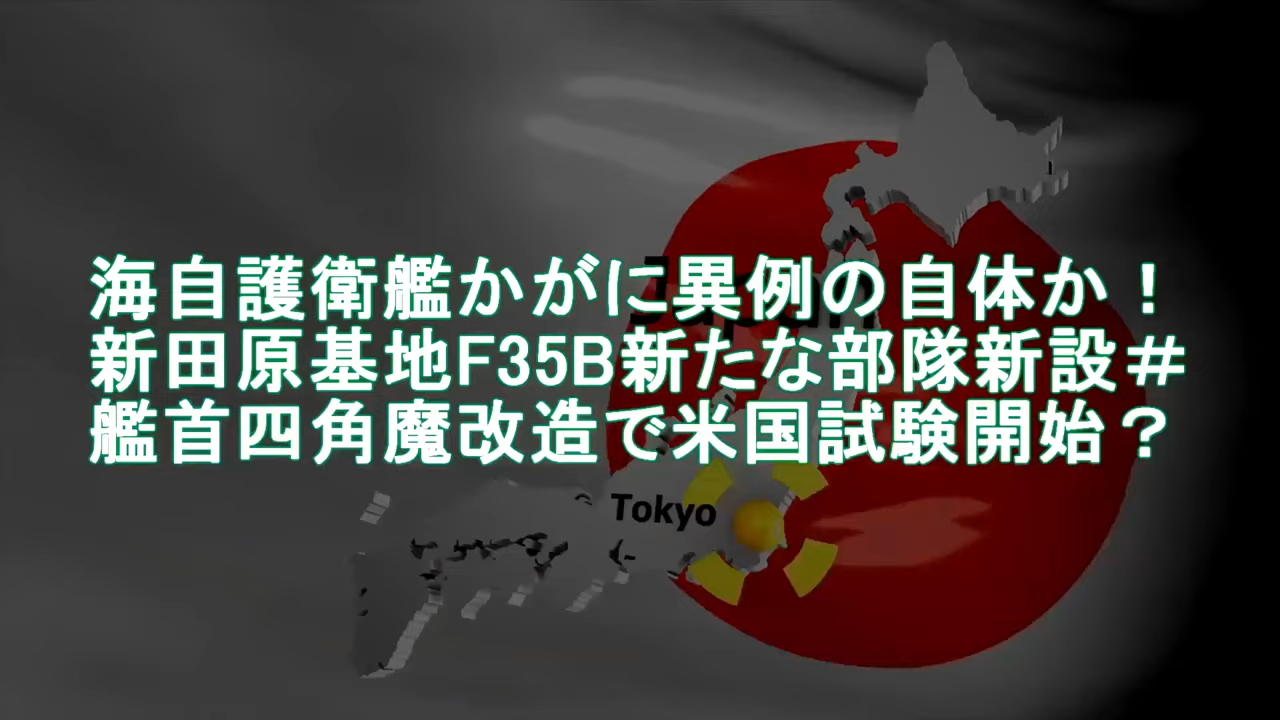 海自護衛艦かがに異例の自体か！
新田原基地F35B新たな部隊新設＃
艦首四角魔改造で米国試験開始？
Japan
Tokyo